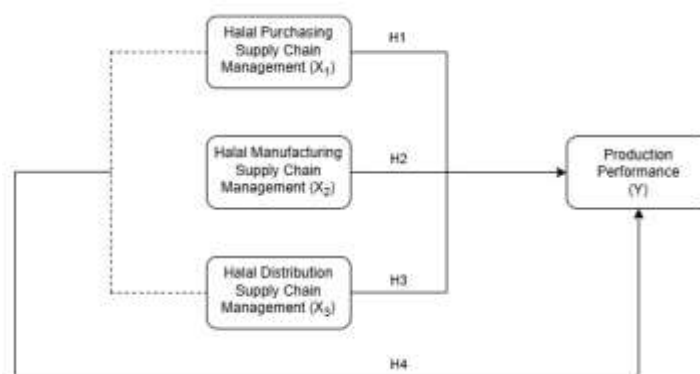 Halal Purchasing
Supply Chain
Management (X1)
H1
Halal Manufacturing
Supply Chain
Management (X2)
H2
Production
Performance
(Y)
Halal Distribution
Supply Chain
Management (X3)
H3
H4